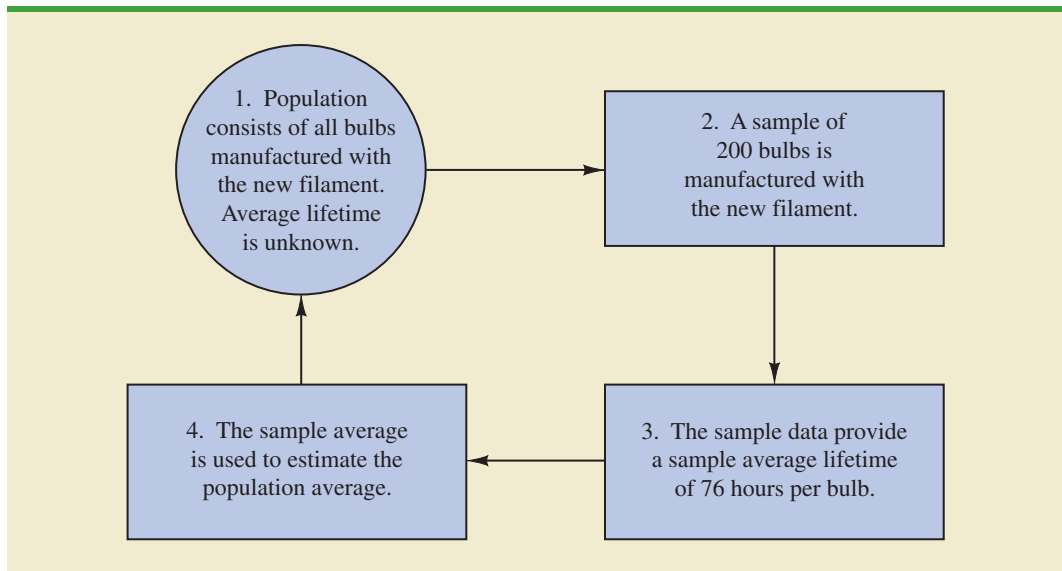 1. Population
consists of all bulbs
manufactured with
the new filament.
Average lifetime
is unknown.
2. A sample of
200 bulbs is
manufactured with
the new filament.
3. The sample data provide
a sample average lifetime
of 76 hours per bulb.
4. The sample average
is used to estimate the
population average.